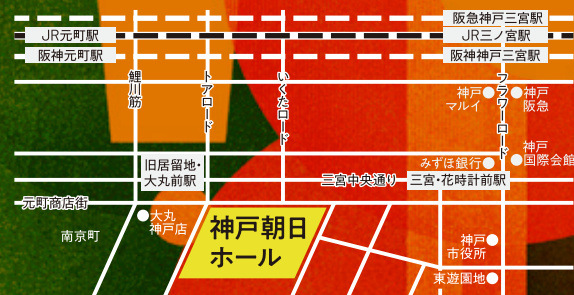 阪急神戸三宮駅
JR元町駅
JR三ノ宮駅
阪神元町駅
阪神神戸三宮駅
鯉川筋
トアロード
いくたロード
フラワーロード
神戸
マルイ
神戸
阪急
神戸
国際会館
みずほ銀行
旧居留地・
大丸前駅
三宮中央通り
三宮・花時計前駅
元町商店街
大丸
神戸店
南京町
神戸朝日
ホール
神戸
市役所
東遊園地